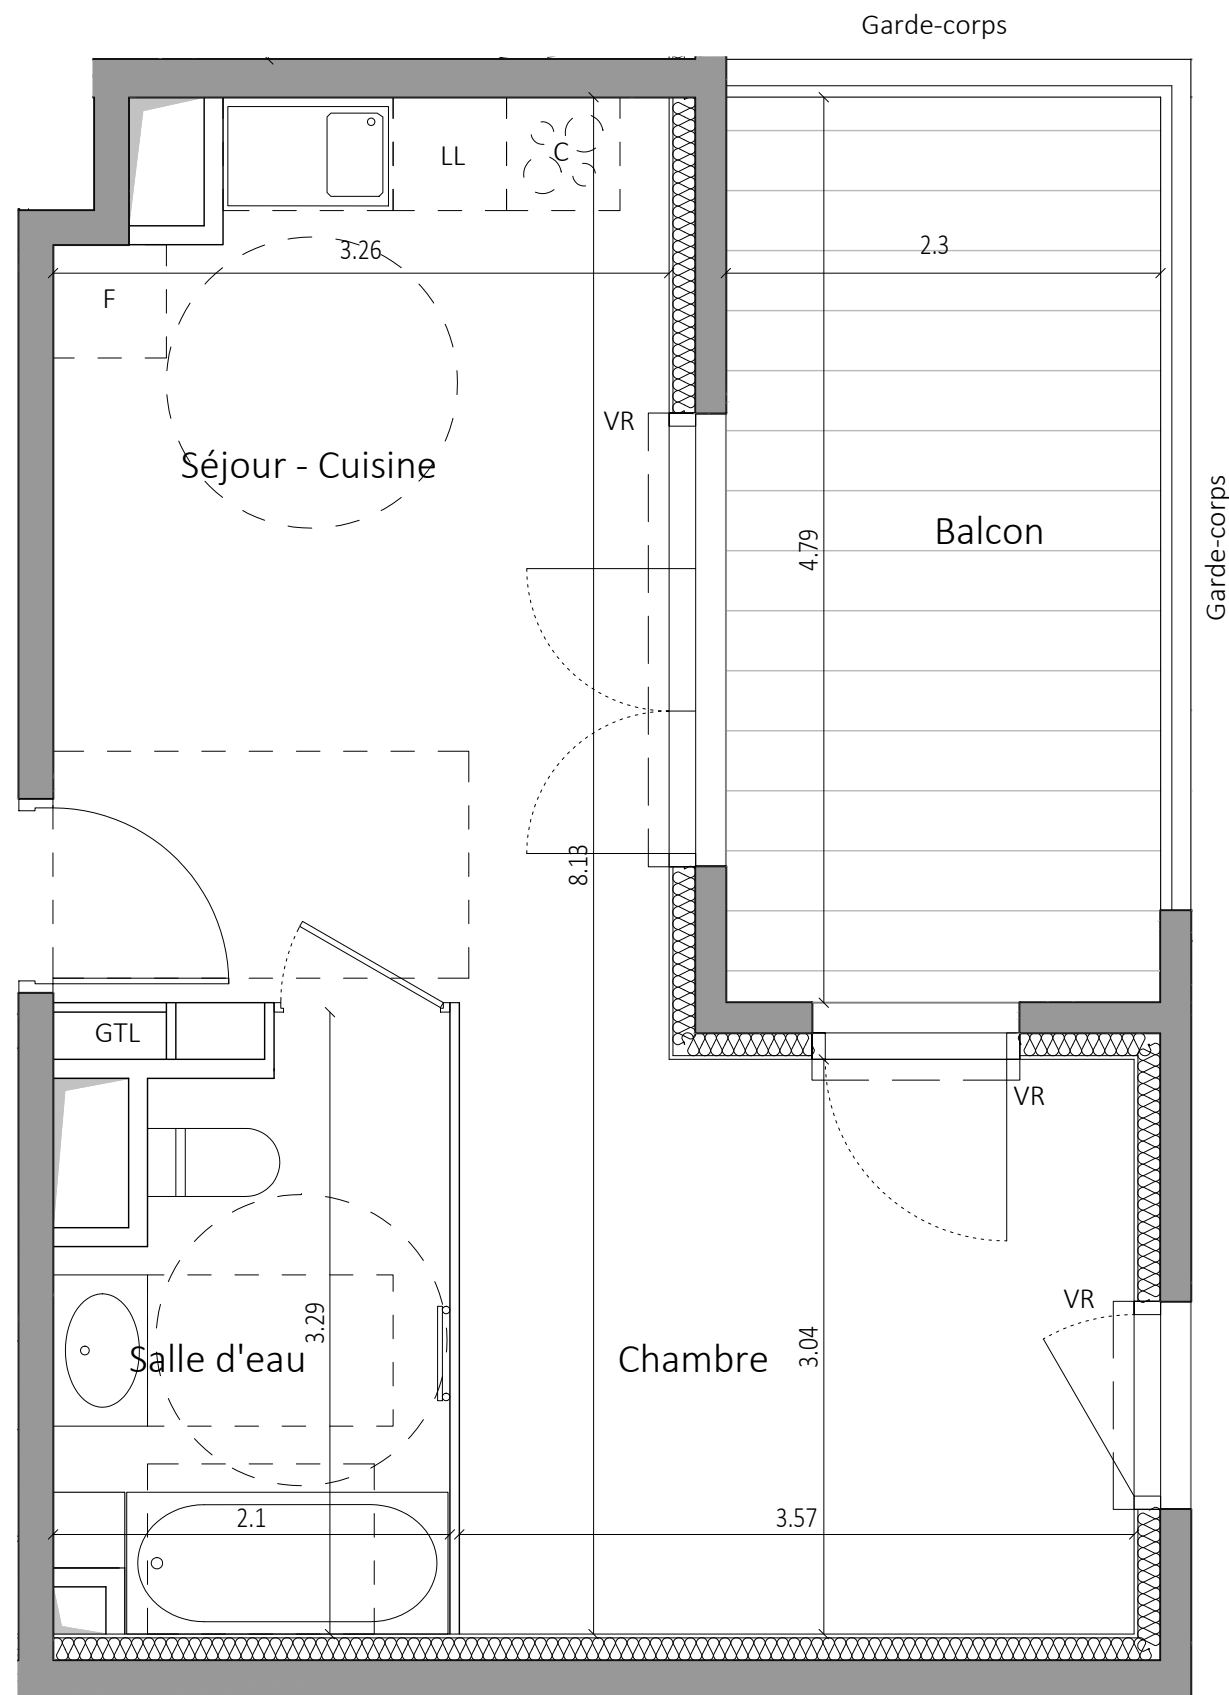 Garde-corps
LL
C
3.26
2.3
F
VR
Séjour - Cuisine
Balcon
4.79
Garde-corps
8.13
GTL
VR
VR
3.29
3.04
Salle d'eau
Chambre
2.1
3.57